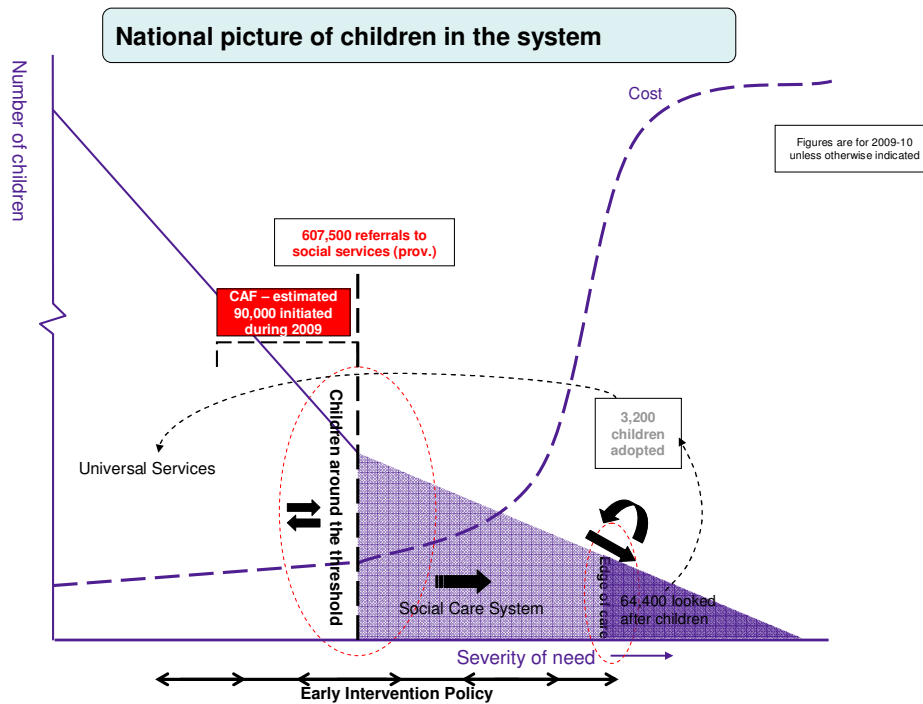 National picture of children in the system
Number of children
Cost
Figures are for 2009-10
unless otherwise indicated
607,500 referrals to
social services (prov.)
CAF – estimated
90,000 initiated
during 2009
Children around the threshold
3,200
children
adopted
Universal Services
Edge of care
64,400 looked
after children
Social Care System
Severity of need
Early Intervention Policy